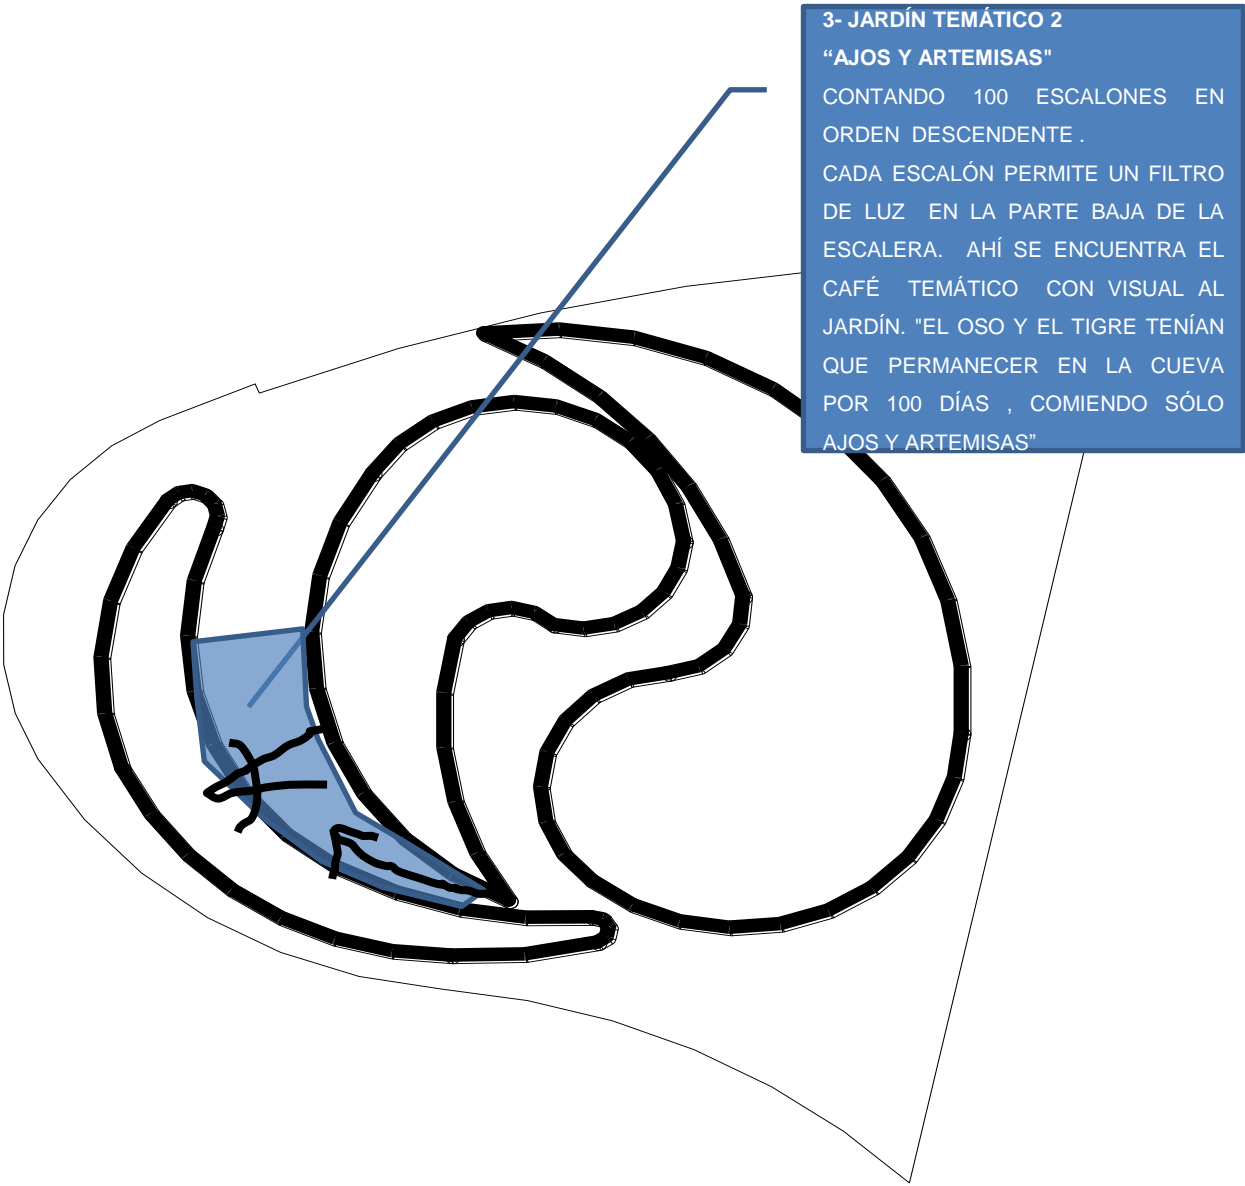 3- JARDÍN TEMÁTICO 2
“AJOS Y ARTEMISAS"
CONTANDO 100 ESCALONES EN
ORDEN DESCENDENTE .
CADA ESCALÓN PERMITE UN FILTRO
DE LUZ EN LA PARTE BAJA DE LA
ESCALERA. AHÍ SE ENCUENTRA EL
CAFÉ TEMÁTICO CON VISUAL AL
JARDÍN. "EL OSO Y EL TIGRE TENÍAN
QUE PERMANECER EN LA CUEVA
POR 100 DÍAS , COMIENDO SÓLO
AJOS Y ARTEMISAS”